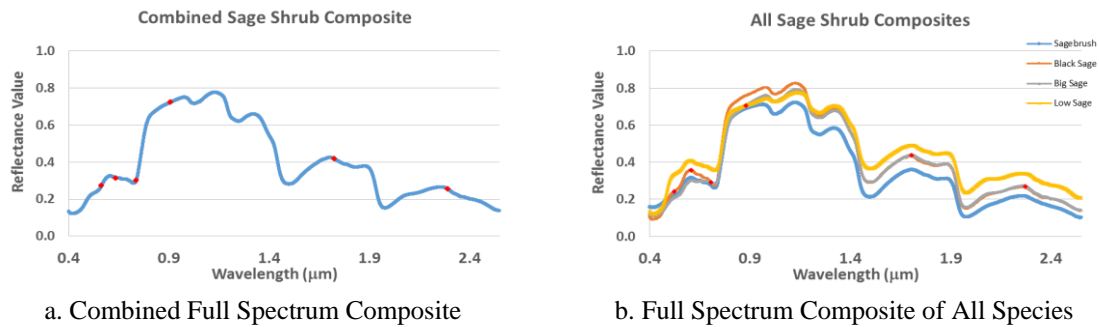 Combined Sage Shrub Composite
Reflectance Value
1.0
0.8
0.6
0.4
0.2
0.0
0.4
0.9
1.4
1.9
2.4
Wavelength (μm)
a. Combined Full Spectrum Composite
All Sage Shrub Composites
Reflectance Value
1.0
0.8
0.6
0.4
0.2
0.0
0.4
0.9
1.4
1.9
2.4
Wavelength (μm)
Sagebrush
Black Sage
Big Sage
Low Sage
b. Full Spectrum Composite of All Species